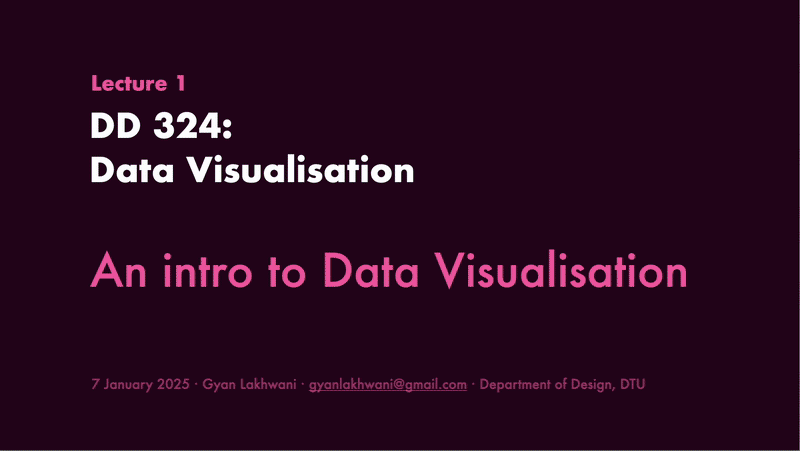 Lecture 1
DD 324:
Data Visualisation
An intro to Data Visualisation
7 January 2025 · Gyan Lakhwani · gyanlakhwani@gmail.com · Department of Design, DTU